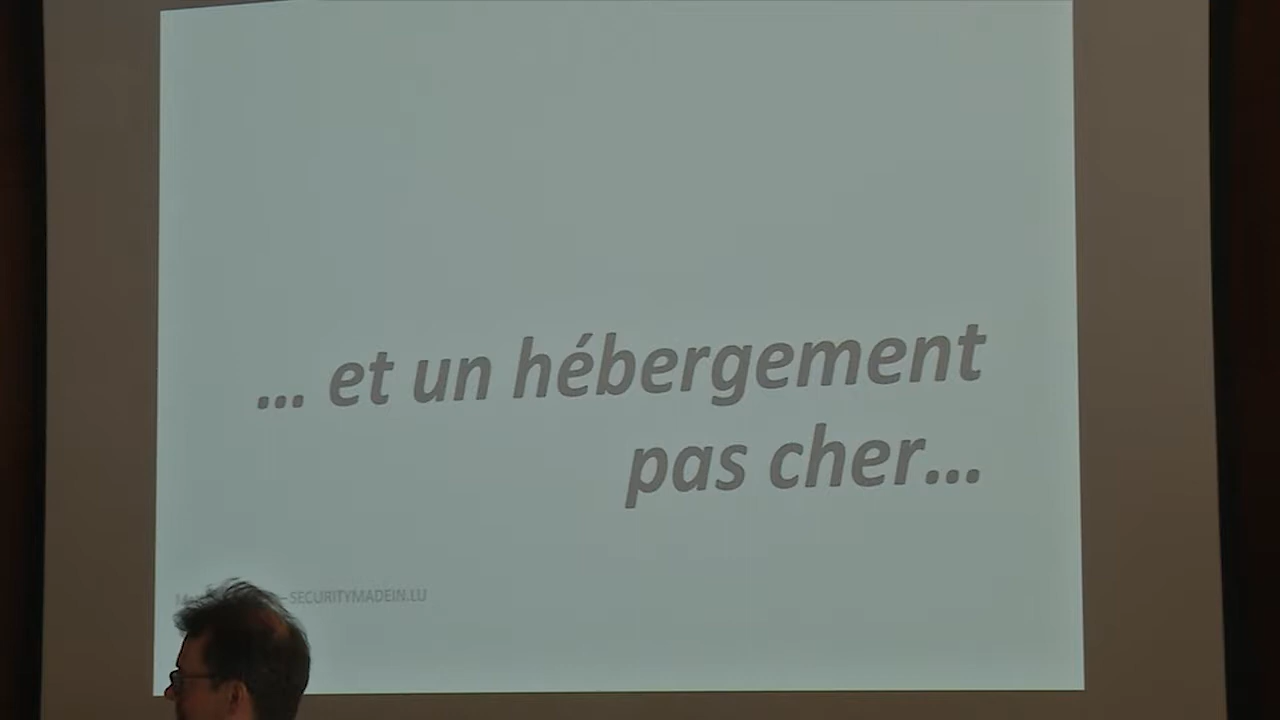 ... et un hébergement
pas cher...
– SECURITYMADEIN.LU